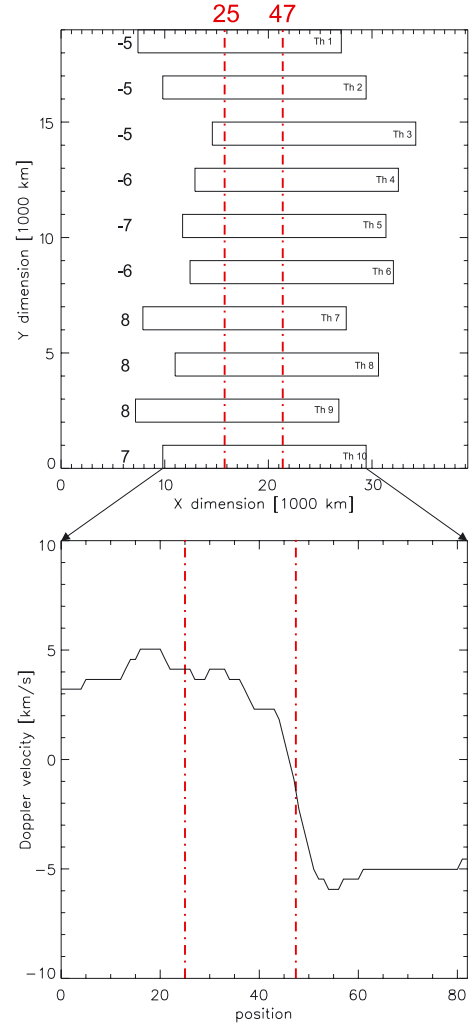 25 47
-5 Th 1
-5 Th 2
15
-5 Th 3
-6 Th 4
10
-7 Th 5
-6 Th 6
8 Th 7
5
8 Th 8
8 Th 9
7 Th 10
0
Y dimension [1000 km]
0 10 20 30
X dimension [1000 km]
10
5
0
-5
-10
Doppler velocity [km/s]
0 20 40 60 80
position